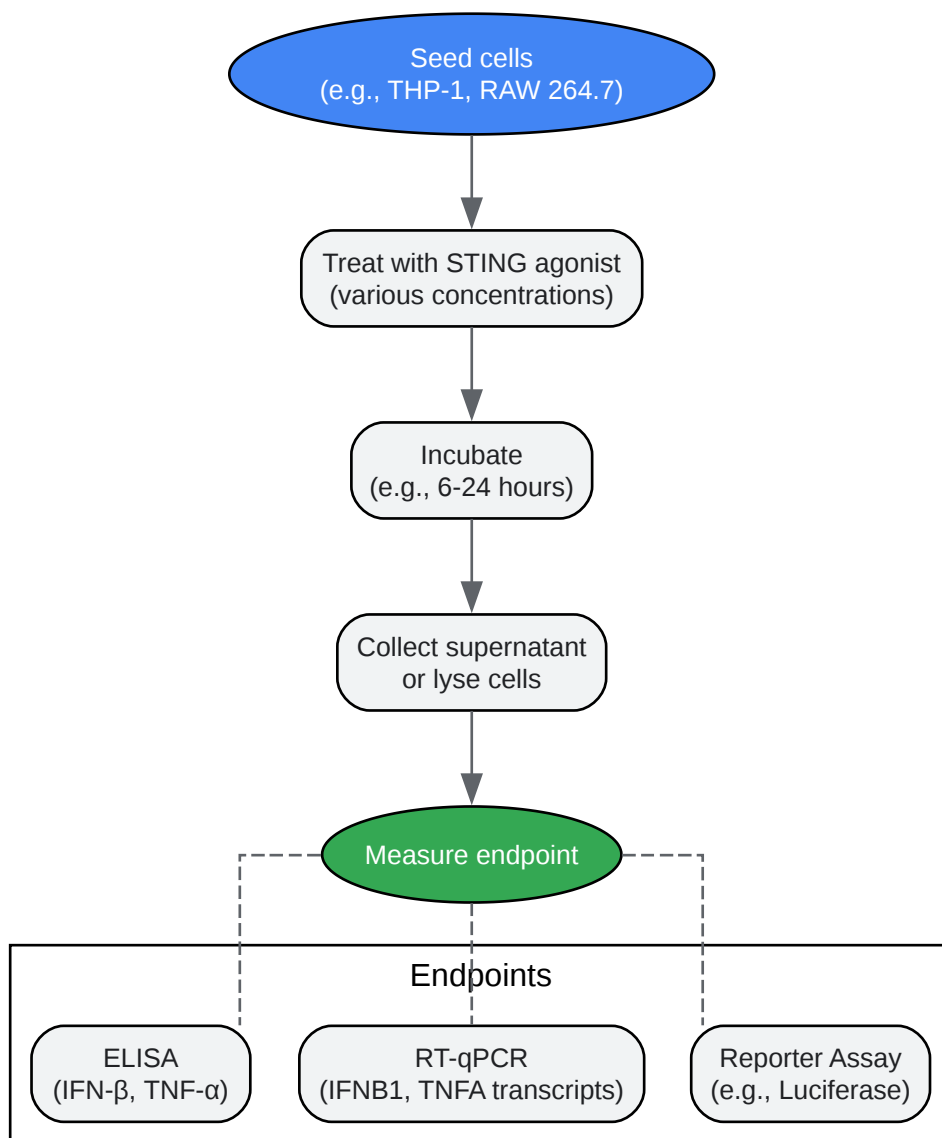 Seed cells
(e.g., THP-1, RAW 264.7)
Treat with STING agonist
(various concentrations)
Incubate
(e.g., 6-24 hours)
Collect supernatant
or lyse cells
Measure endpoint
Endpoints
ELISA
(IFN-β, TNF-α)
RT-qPCR
(IFNB1, TNFA transcripts)
Reporter Assay
(e.g., Luciferase)